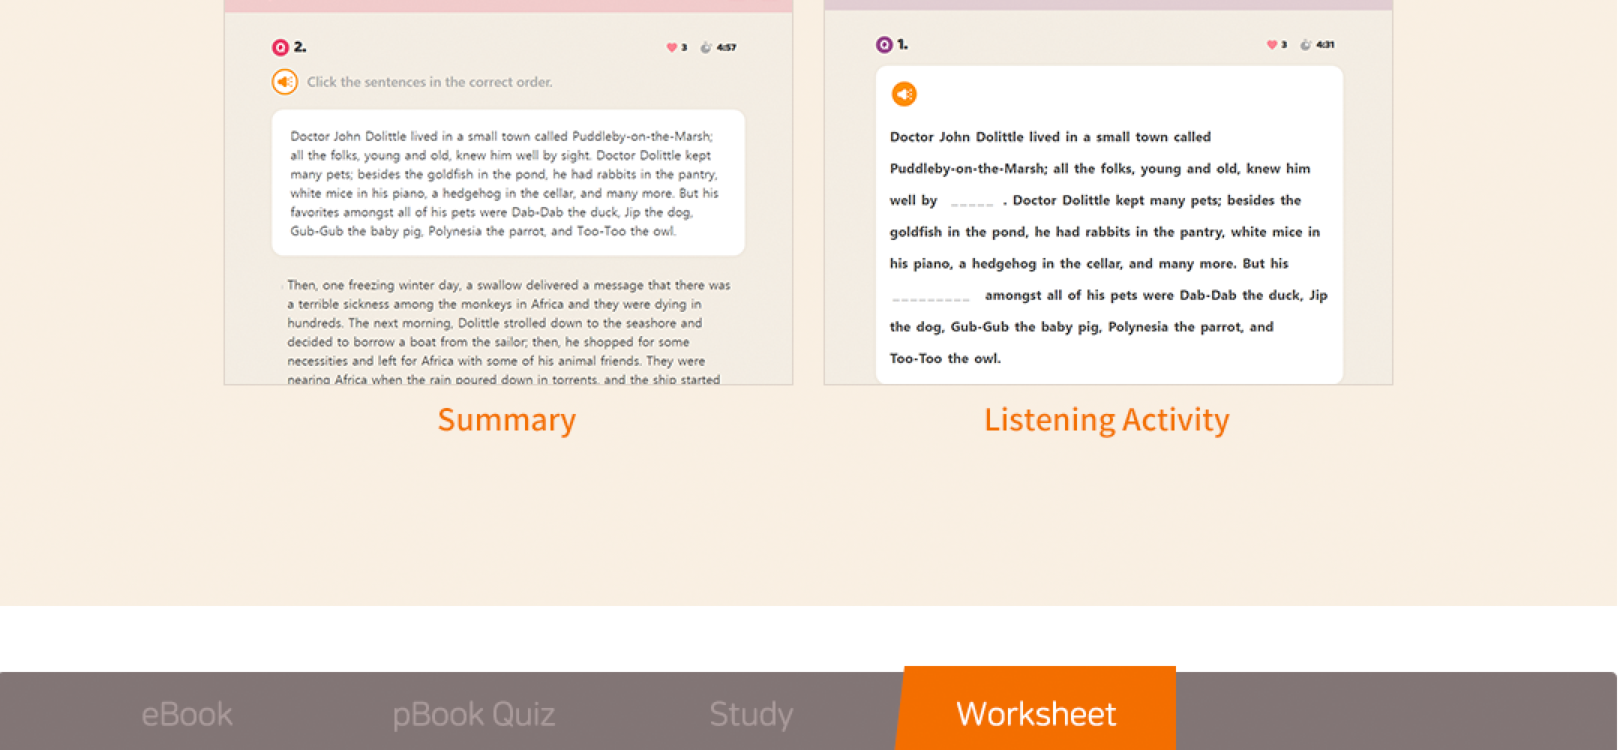 Q 2.
3 4:57
Click the sentences in the correct order.
Doctor John Dolittle lived in a small town called Puddleby-on-the-Marsh;
all the folks, young and old, knew him well by sight. Doctor Dolittle kept
many pets; besides the goldfish in the pond, he had rabbits in the pantry,
white mice in his piano, a hedgehog in the cellar, and many more. But his
favorites amongst all of his pets were Dab-Dab the duck, Jip the dog,
Gub-Gub the baby pig, Polynesia the parrot, and Too-Too the owl.
Then, one freezing winter day, a swallow delivered a message that there was
a terrible sickness among the monkeys in Africa and they were dying in
hundreds. The next morning, Dolittle strolled down to the seashore and
decided to borrow a boat from the sailor; then, he shopped for some
necessities and left for Africa with some of his animal friends. They were
nearing Africa when the rain poured down in torrents, and the ship started
Summary
Q 1.
3 4:31
Doctor John Dolittle lived in a small town called
Puddleby-on-the-Marsh; all the folks, young and old, knew him
well by _____ . Doctor Dolittle kept many pets; besides the
goldfish in the pond, he had rabbits in the pantry, white mice in
his piano, a hedgehog in the cellar, and many more. But his
_________ amongst all of his pets were Dab-Dab the duck, Jip
the dog, Gub-Gub the baby pig, Polynesia the parrot, and
Too-Too the owl.
Listening Activity
eBook
pBook Quiz
Study
Worksheet